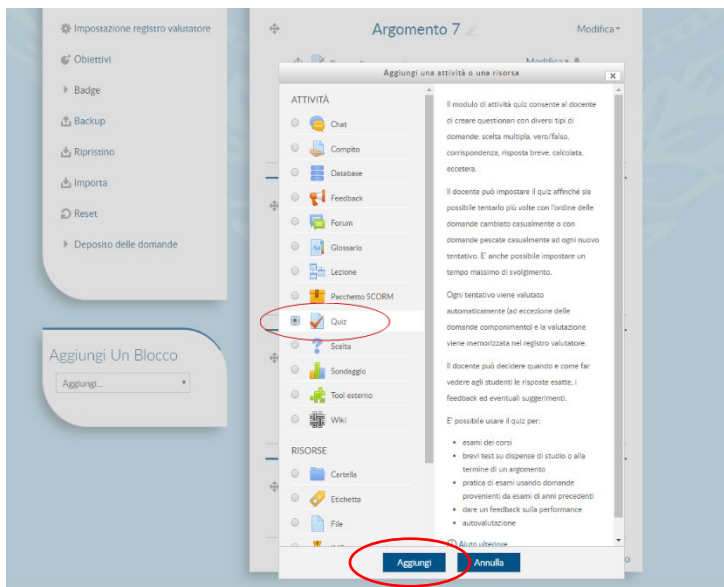 Impostazione registro valutatore
Obiettivi
Badge
Backup
Ripristino
Importa
Reset
Deposito delle domande
Aggiungi Un Blocco
Aggiungi...
Argomento 7
Modifica
Modifica
Aggiungi una attività o una risorsa
x
ATTIVITÀ
Chat
Compito
Database
Feedback
Forum
Glossario
Lezione
Pacchetto SCORM
Quiz
Scelta
Sondaggio
Tool esterno
Wiki
RISORSE
Cartella
Etichetta
File
Il modulo di attività quiz consente al docente
di creare questionari con diversi tipi di
domande: scelta multipla, vero/falso,
corrispondenza, risposta breve, calcolata,
eccetera.
Il docente può impostare il quiz affinché sia
possibile tentarlo più volte con l'ordine delle
domande cambiato casualmente o con
domande pescate casualmente ad ogni nuovo
tentativo. E' anche possibile impostare un
tempo massimo di svolgimento.
Ogni tentativo viene valutato
automaticamente (ad eccezione delle
domande componimento) e la valutazione
viene memorizzata nel registro valutatore.
Il docente può decidere quando e come far
vedere agli studenti le risposte esatte, i
feedback ed eventuali suggerimenti.
E' possibile usare il quiz per:
• esami dei corsi
• brevi test su dispense di studio o alla
termine di un argomento
• pratica di esami usando domande
provenienti da esami di anni precedenti
• dare un feedback sulla performance
• autovalutazione
Aiuto ulteriore
Aggiungi
Annulla